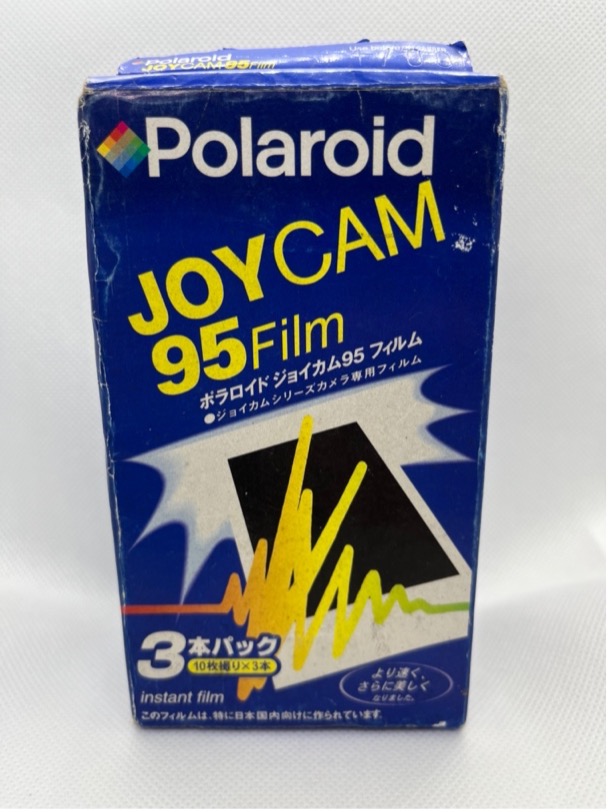 Polaroid
JOYCAM 95 Film
Polaroid
JOYCAM
95 Film
ポラロイド ジョイカム95 フィルム
●ジョイカムシリーズカメラ専用フィルム
3本パック
10枚撮り×3本
より速く、
さらに美しく
なりました。
instant film
このフィルムは、特に日本国内向けに作られています。